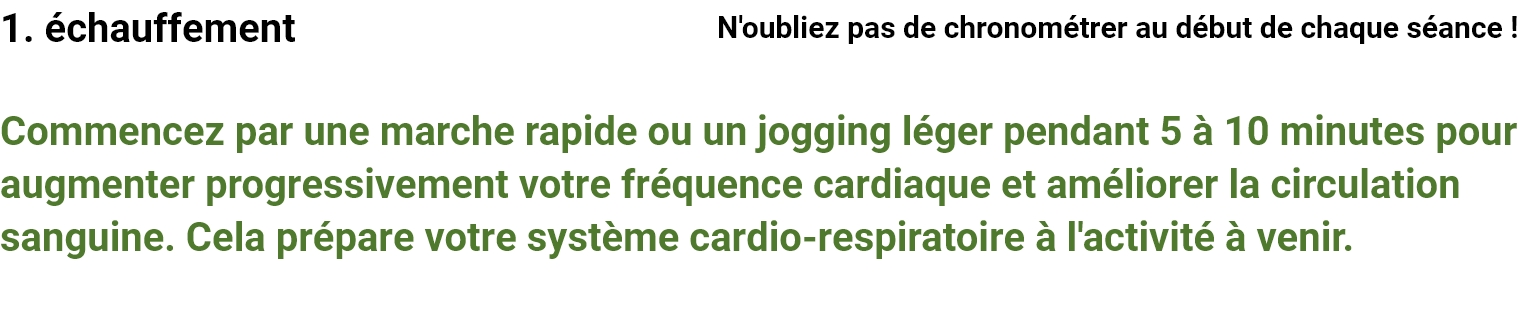 1. échauffement
N'oubliez pas de chronométrer au début de chaque séance !
Commencez par une marche rapide ou un jogging léger pendant 5 à 10 minutes pour
augmenter progressivement votre fréquence cardiaque et améliorer la circulation
sanguine. Cela prépare votre système cardio-respiratoire à l'activité à venir.